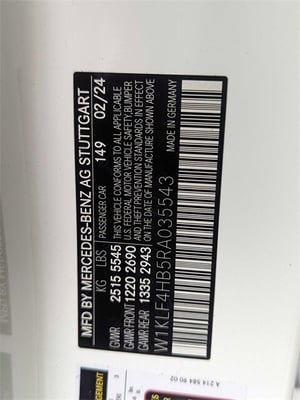 MFD BY MERCEDES-BENZ AG STUTTGART
KG LBS PASSENGER CAR 149 02/24
GVWR 2515 5545 THIS VEHICLE CONFORMS TO ALL APPLICABLE
GAWR FRONT 1220 2690 U.S. FEDERAL MOTOR VEHICLE SAFETY, BUMPER
GAWR REAR 1335 2943 AND THEFT PREVENTION STANDARDS IN EFFECT
ON THE DATE OF MANUFACTURE SHOWN ABOVE
W1KLF4HB5RA035543 MADE IN GERMANY
A 214 584 90 02